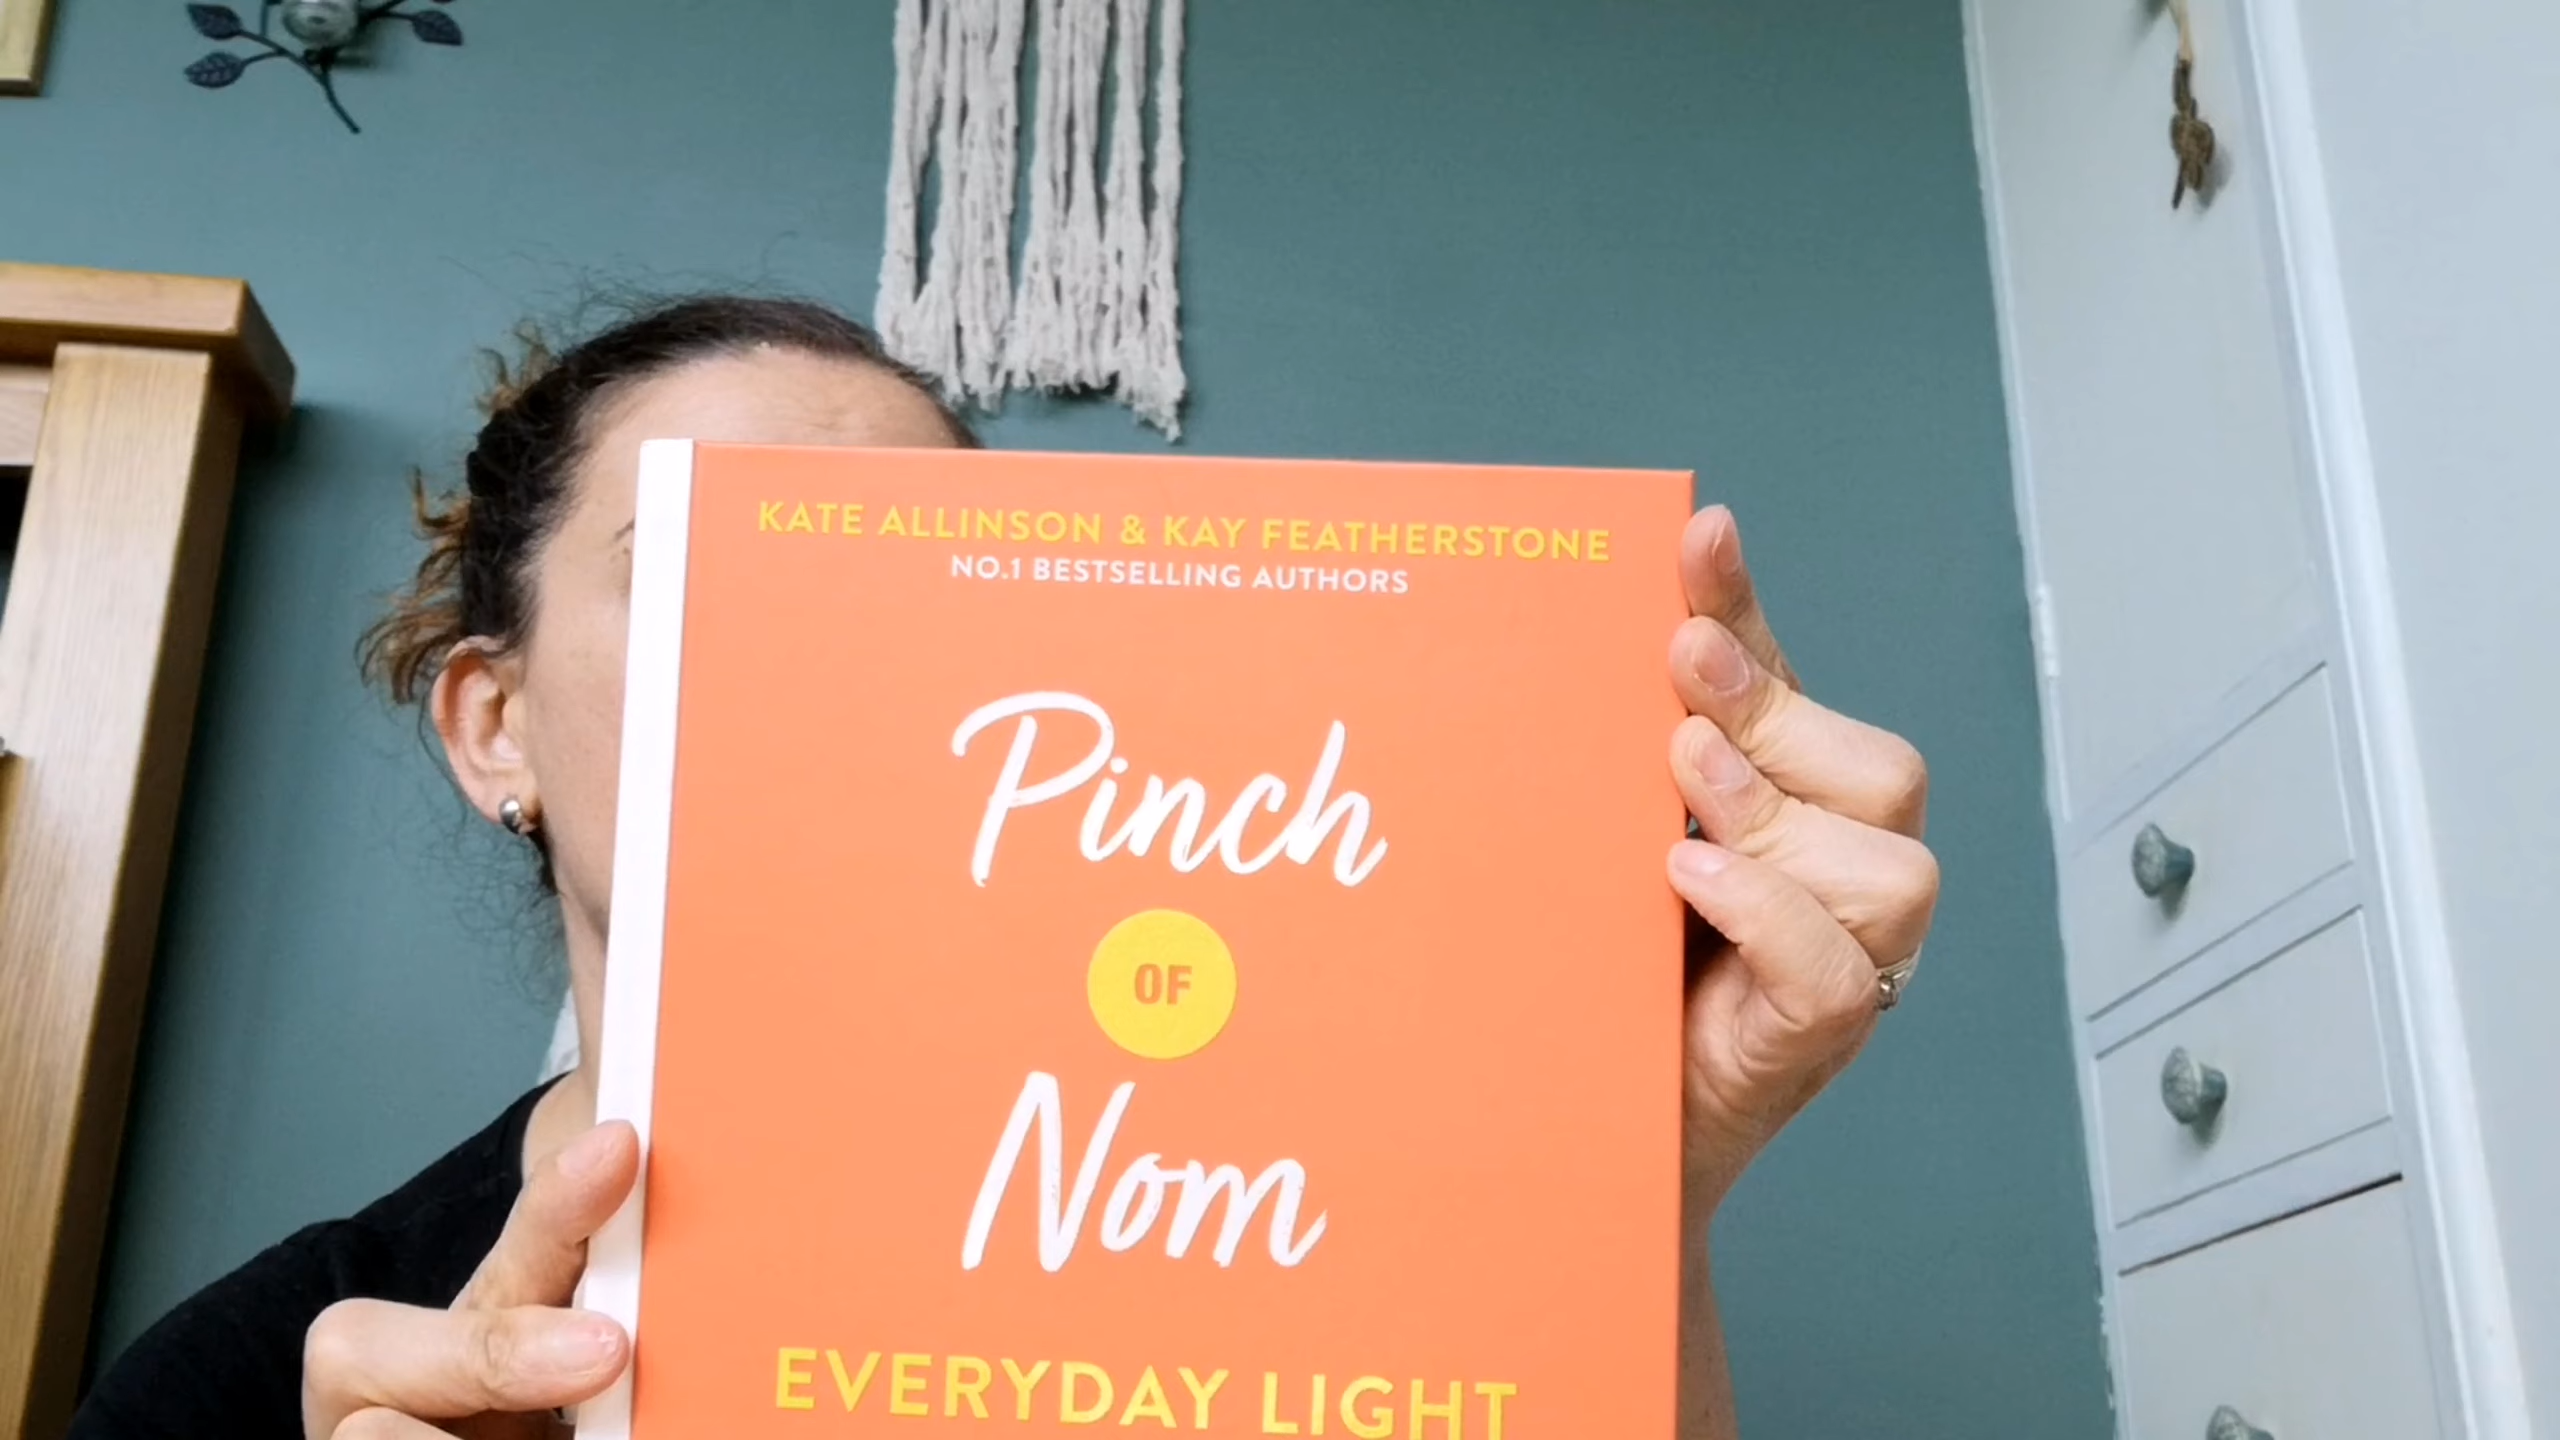 KATE ALLINSON & KAY FEATHERSTONE
NO.1 BESTSELLING AUTHORS
Pinch
OF
Nom
EVERYDAY LIGHT